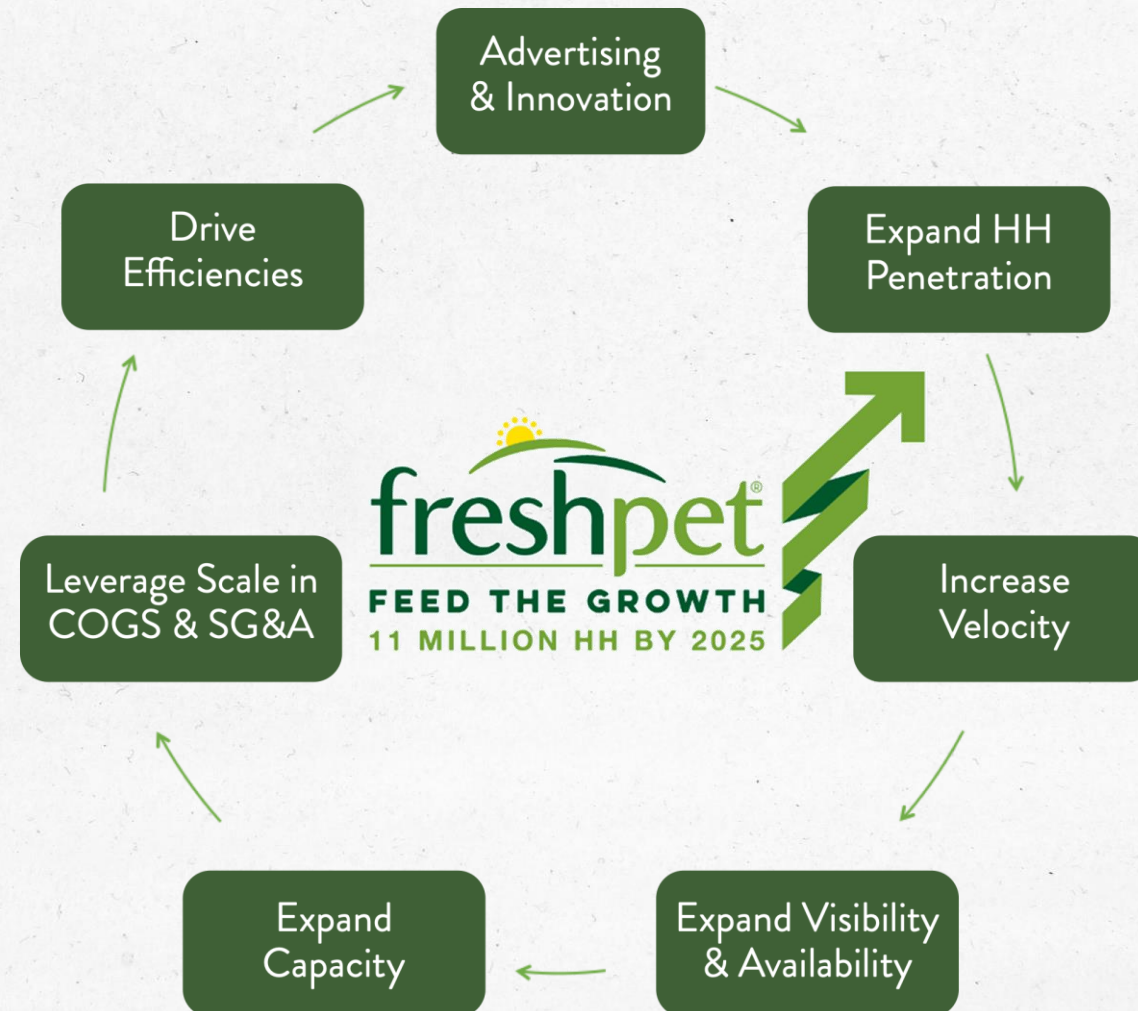 Advertising
& Innovation
Expand HH
Penetration
Increase
Velocity
Expand Visibility
& Availability
Expand
Capacity
Leverage Scale in
COGS & SG&A
Drive
Efficiencies
freshpet®
FEED THE GROWTH
11 MILLION HH BY 2025